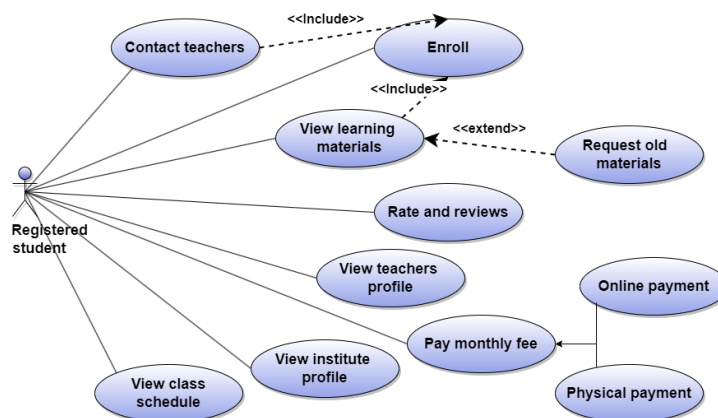 <<Include>>
Contact teachers
Enroll
<<Include>>
View learning
materials
<<extend>>
Request old
materials
Registered
student
Rate and reviews
View teachers
profile
Online payment
Pay monthly fee
View institute
profile
View class
schedule
Physical payment